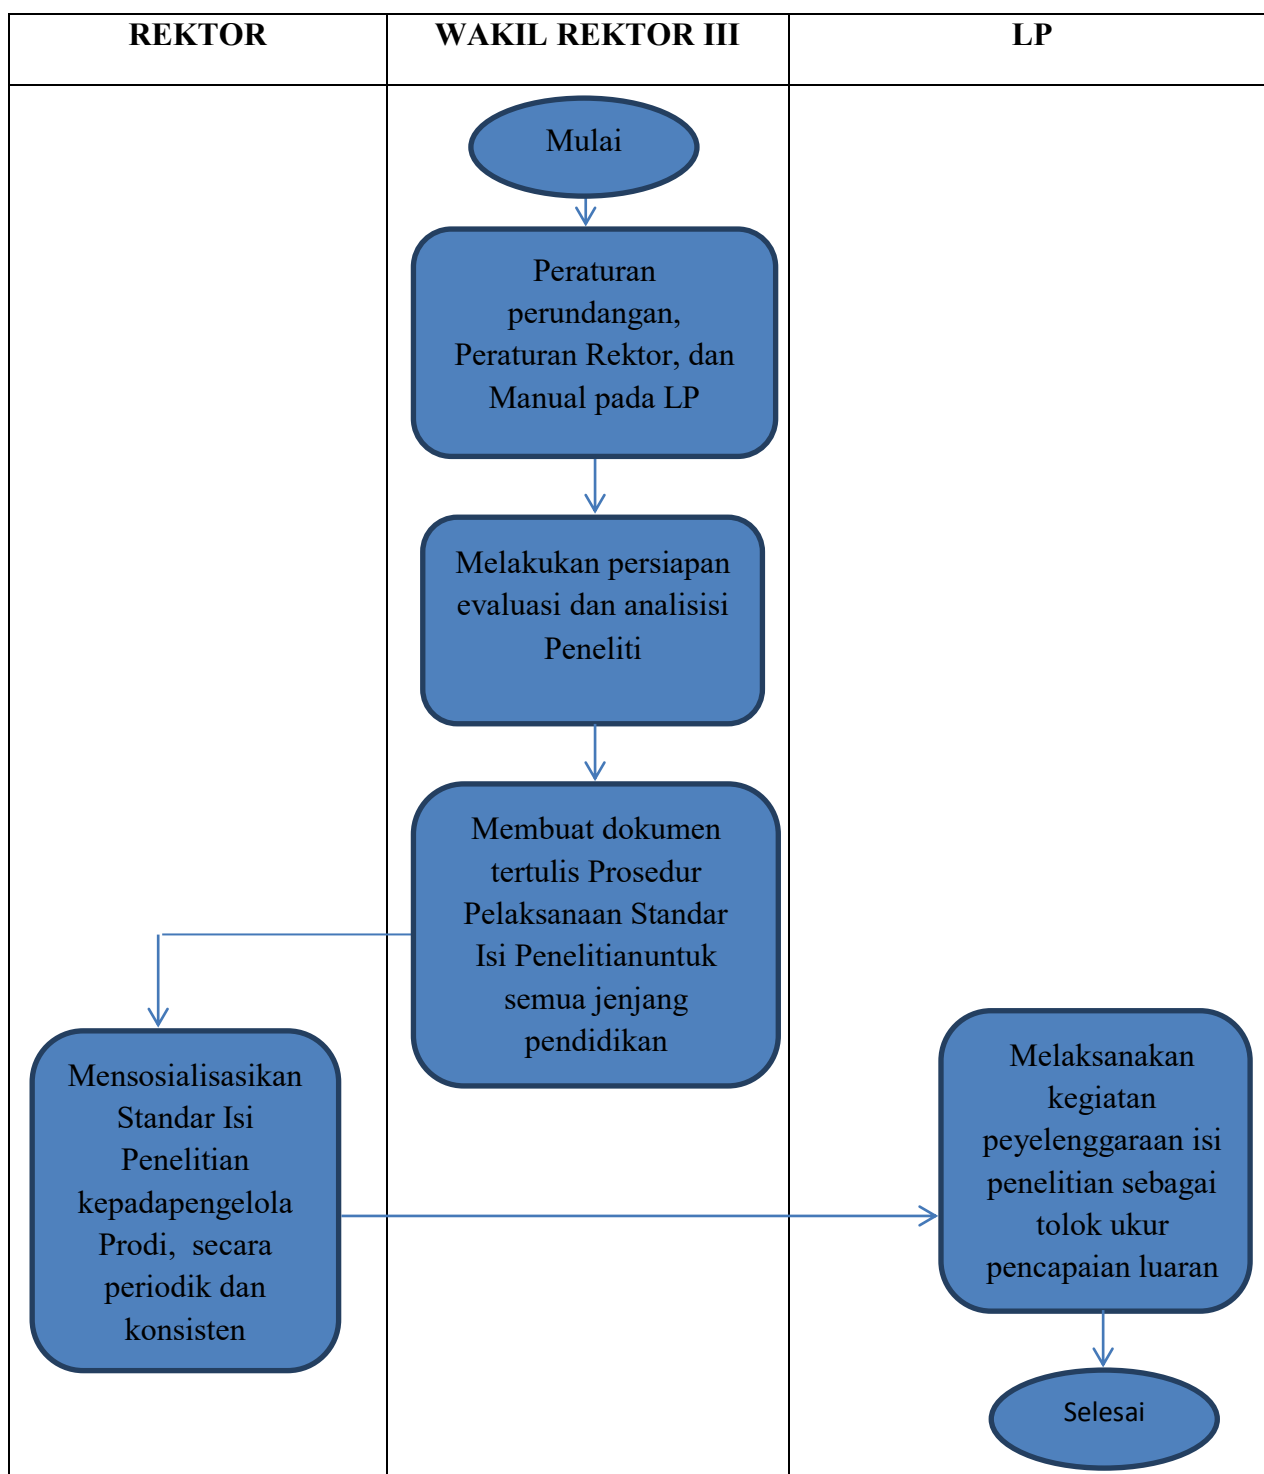 REKTOR
WAKIL REKTOR III
LP
Mulai
Peraturan
perundangan,
Peraturan Rektor, dan
Manual pada LP
Melakukan persiapan
evaluasi dan analisisi
Peneliti
Membuat dokumen
tertulis Prosedur
Pelaksanaan Standar
Isi Penelitianuntuk
semua jenjang
pendidikan
Mensosialisasikan
Standar Isi
Penelitian
kepadapengelola
Prodi,  secara
periodik dan
konsisten
Melaksanakan
kegiatan
peyelenggaraan isi
penelitian sebagai
tolok ukur
pencapaian luaran
Selesai